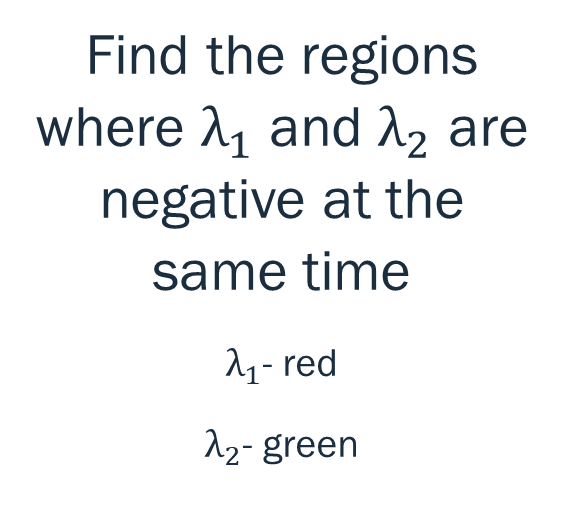 Find the regions
where λ₁ and λ₂ are
negative at the
same time
λ₁- red
λ₂- green